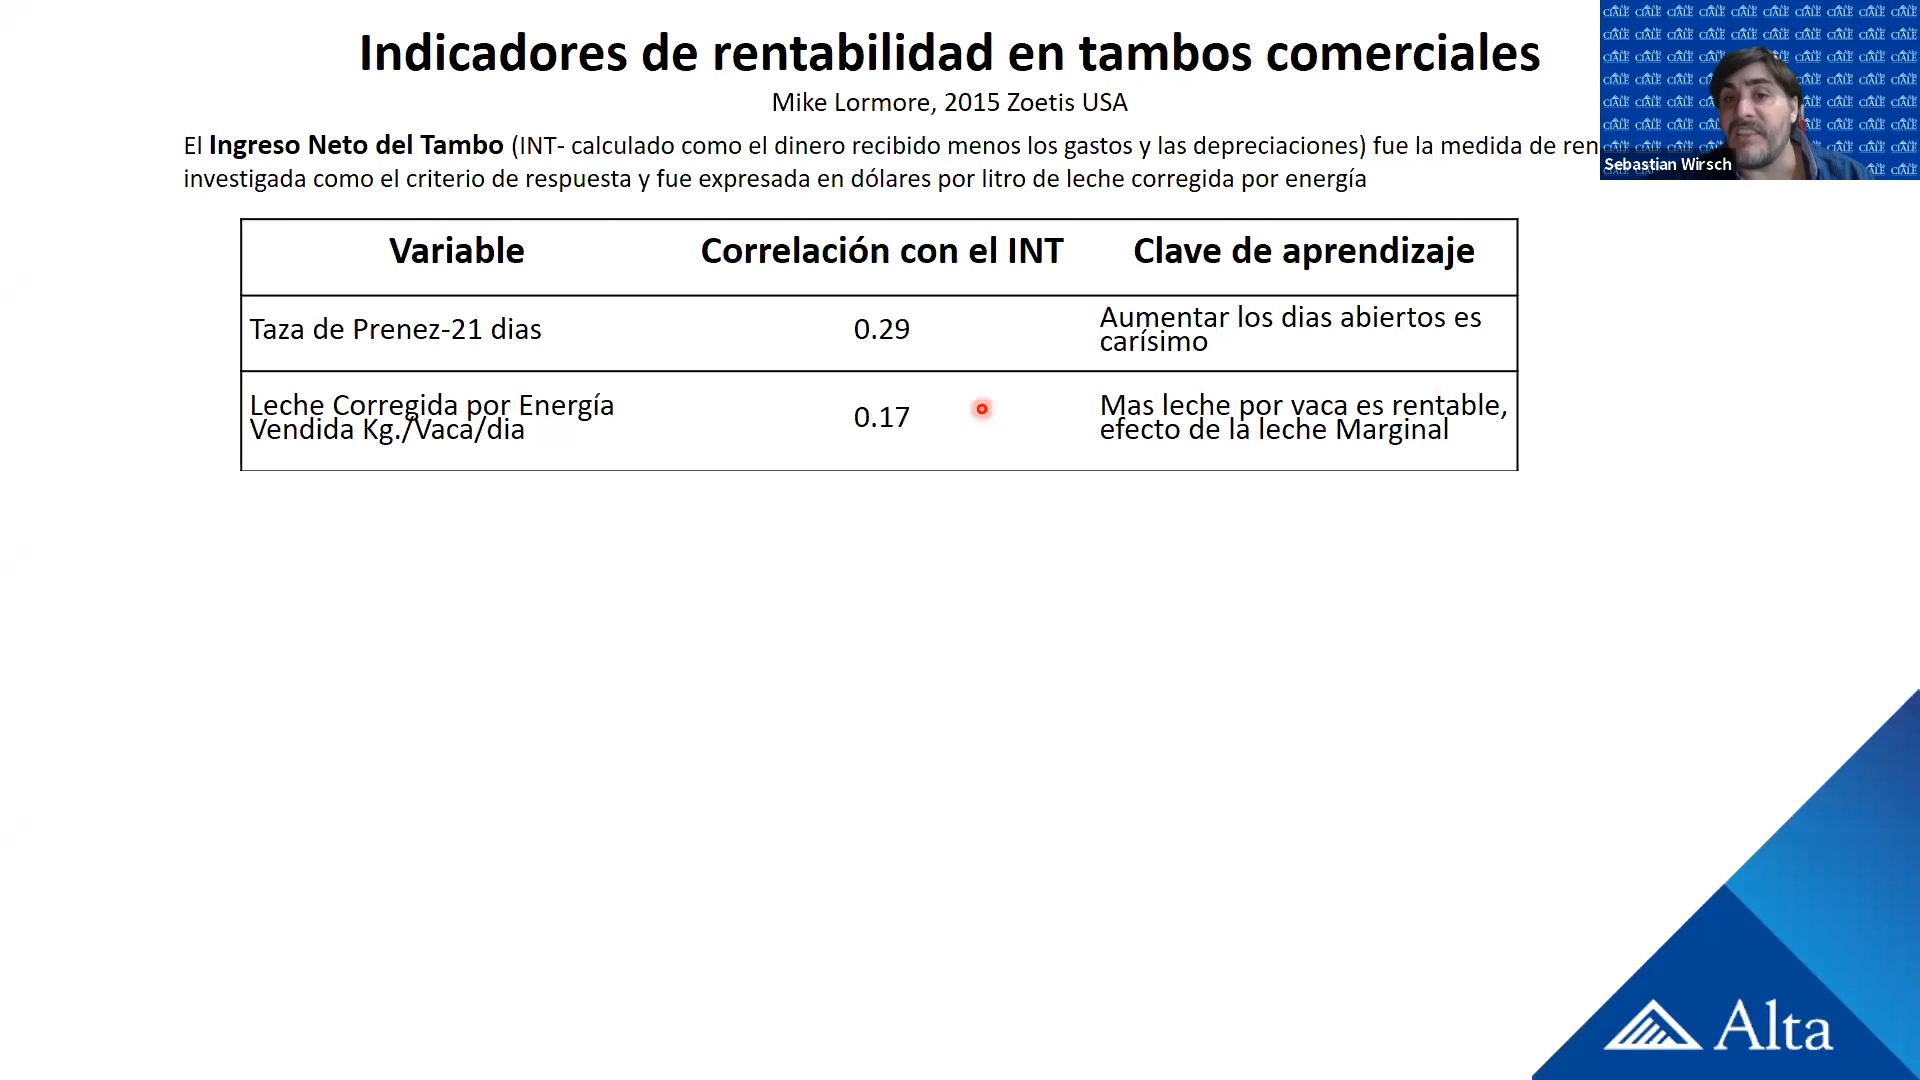 Indicadores de rentabilidad en tambos comerciales
Mike Lormore, 2015 Zoetis USA
El Ingreso Neto del Tambo (INT- calculado como el dinero recibido menos los gastos y las depreciaciones) fue la medida de ren
investigada como el criterio de respuesta y fue expresada en dólares por litro de leche corregida por energía
Variable Correlación con el INT Clave de aprendizaje
Taza de Prenez-21 dias 0.29 Aumentar los dias abiertos es
carísimo
Leche Corregida por Energía
Vendida Kg./Vaca/dia 0.17 Mas leche por vaca es rentable,
efecto de la leche Marginal
Sebastian Wirsch
CIALE
Alta